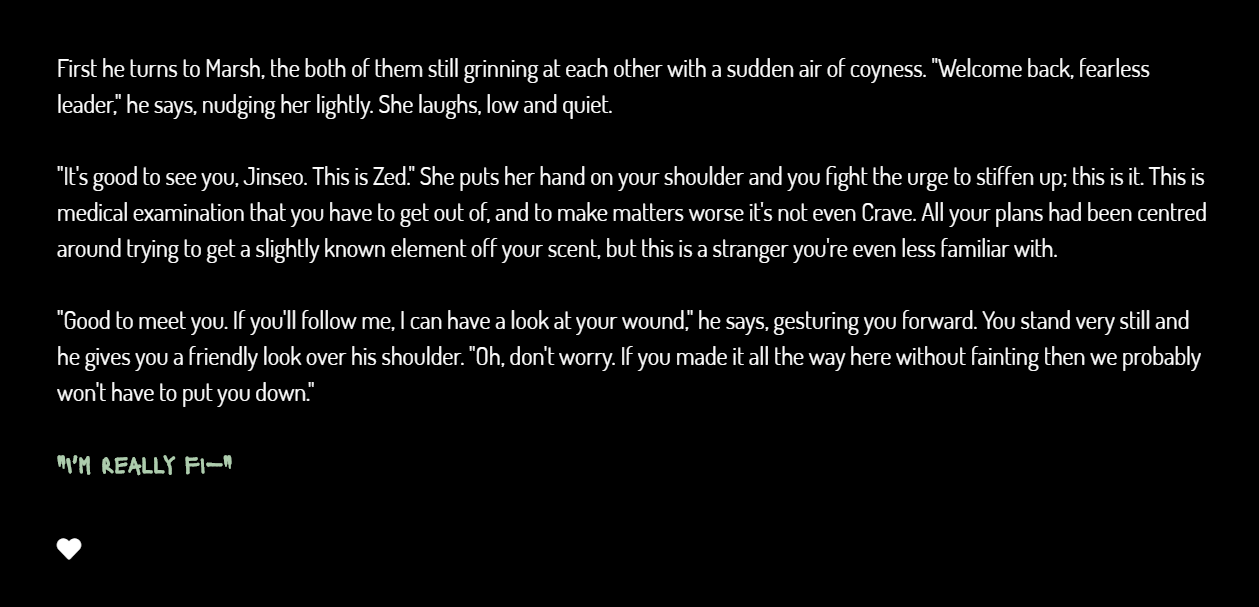 First he turns to Marsh, the both of them still grinning at each other with a sudden air of coyness. "Welcome back, fearless
leader," he says, nudging her lightly. She laughs, low and quiet.
"It's good to see you, Jinseo. This is Zed." She puts her hand on your shoulder and you fight the urge to stiffen up; this is it. This is
medical examination that you have to get out of, and to make matters worse it's not even Crave. All your plans had been centred
around trying to get a slightly known element off your scent, but this is a stranger you're even less familiar with.
"Good to meet you. If you'll follow me, I can have a look at your wound," he says, gesturing you forward. You stand very still and
he gives you a friendly look over his shoulder. "Oh, don't worry. If you made it all the way here without fainting then we probably
won't have to put you down."
"I'M REALLY FI—"